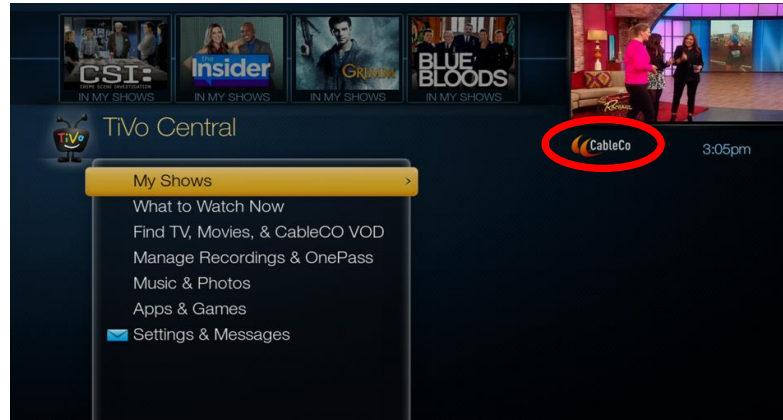 CSI:
CRIME SCENE INVESTIGATION
IN MY SHOWS
the
Insider
IN MY SHOWS
GRIMM
IN MY SHOWS
BLUE
BLOODS
IN MY SHOWS
Rachael
TiVo
TiVo Central
CableCo
3:05pm
My Shows
What to Watch Now
Find TV, Movies, & CableCO VOD
Manage Recordings & OnePass
Music & Photos
Apps & Games
Settings & Messages